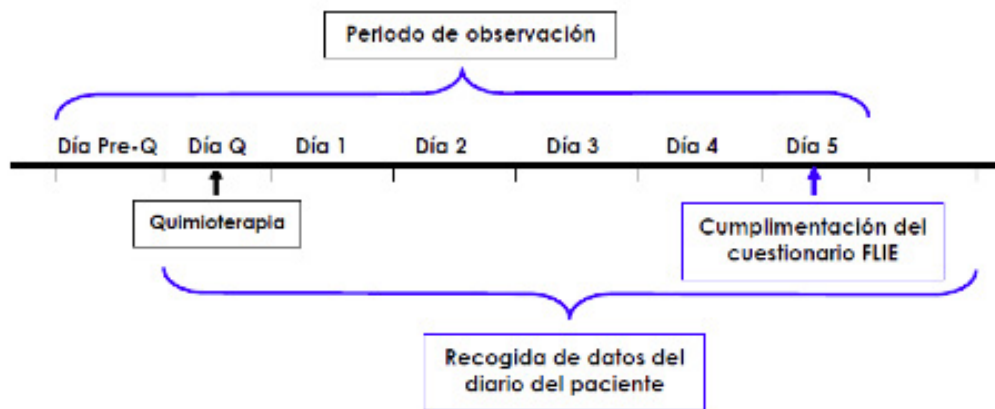 Periodo de observación
Día Pre-Q Día Q Día 1 Día 2 Día 3 Día 4 Día 5
Quimioterapia
Cumplimentación del
cuestionario FLIE
Recogida de datos del
diario del paciente